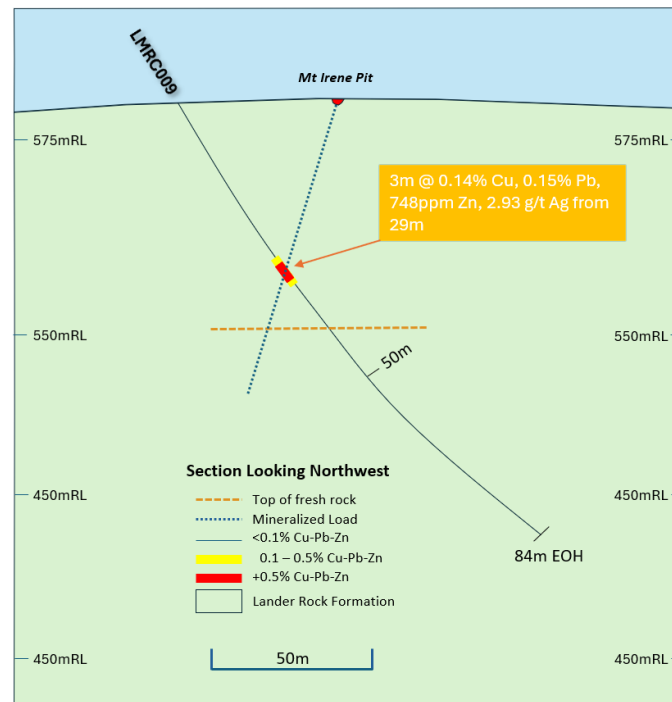 LMRC009
Mt Irene Pit
575mRL
575mRL
3m @ 0.14% Cu, 0.15% Pb,
748ppm Zn, 2.93 g/t Ag from
29m
550mRL
550mRL
50m
Section Looking Northwest
Top of fresh rock
Mineralized Load
<0.1% Cu-Pb-Zn
0.1 – 0.5% Cu-Pb-Zn
+0.5% Cu-Pb-Zn
Lander Rock Formation
450mRL
450mRL
84m EOH
50m
450mRL
450mRL